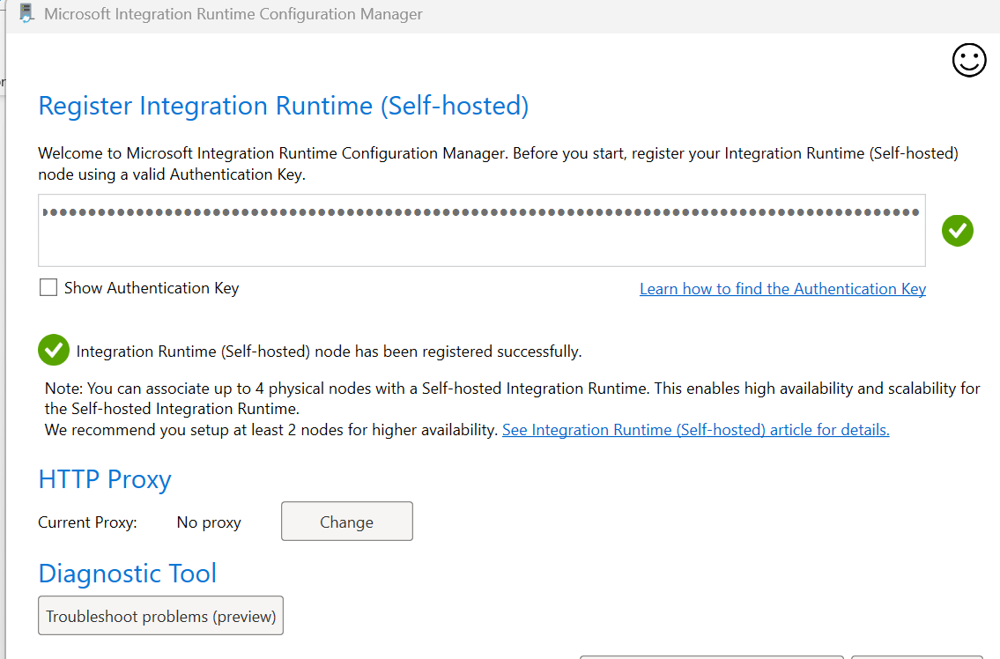 Microsoft Integration Runtime Configuration Manager
Register Integration Runtime (Self-hosted)
Welcome to Microsoft Integration Runtime Configuration Manager. Before you start, register your Integration Runtime (Self-hosted)
node using a valid Authentication Key.
Show Authentication Key
Learn how to find the Authentication Key
Integration Runtime (Self-hosted) node has been registered successfully.
Note: You can associate up to 4 physical nodes with a Self-hosted Integration Runtime. This enables high availability and scalability for
the Self-hosted Integration Runtime.
We recommend you setup at least 2 nodes for higher availability. See Integration Runtime (Self-hosted) article for details.
HTTP Proxy
Current Proxy: No proxy Change
Diagnostic Tool
Troubleshoot problems (preview)